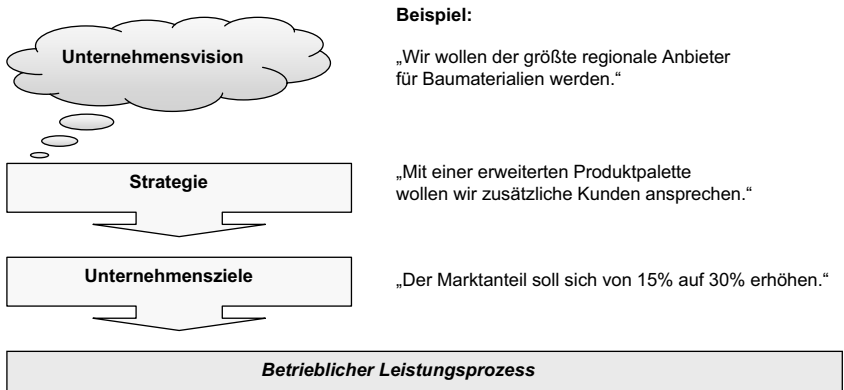 Beispiel:
Unternehmensvision
„Wir wollen der größte regionale Anbieter
für Baumaterialien werden.“
Strategie
„Mit einer erweiterten Produktpalette
wollen wir zusätzliche Kunden ansprechen.“
Unternehmensziele
„Der Marktanteil soll sich von 15% auf 30% erhöhen.“
Betrieblicher Leistungsprozess